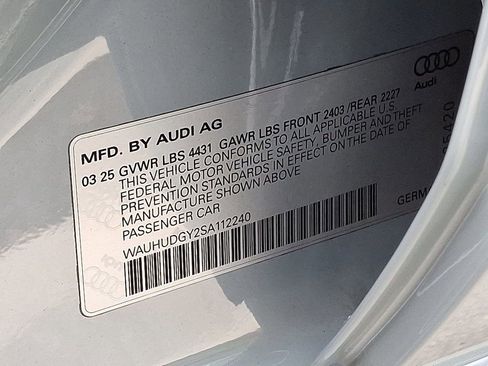 Audi
MFD. BY AUDI AG
03 25 GVWR LBS 4431 GAWR LBS FRONT 2403 /REAR 2227
THIS VEHICLE CONFORMS TO ALL APPLICABLE U.S.
FEDERAL MOTOR VEHICLE SAFETY, BUMPER AND THEFT
PREVENTION STANDARDS IN EFFECT ON THE DATE OF
MANUFACTURE SHOWN ABOVE
PASSENGER CAR
WAUHUDGY2SA112240